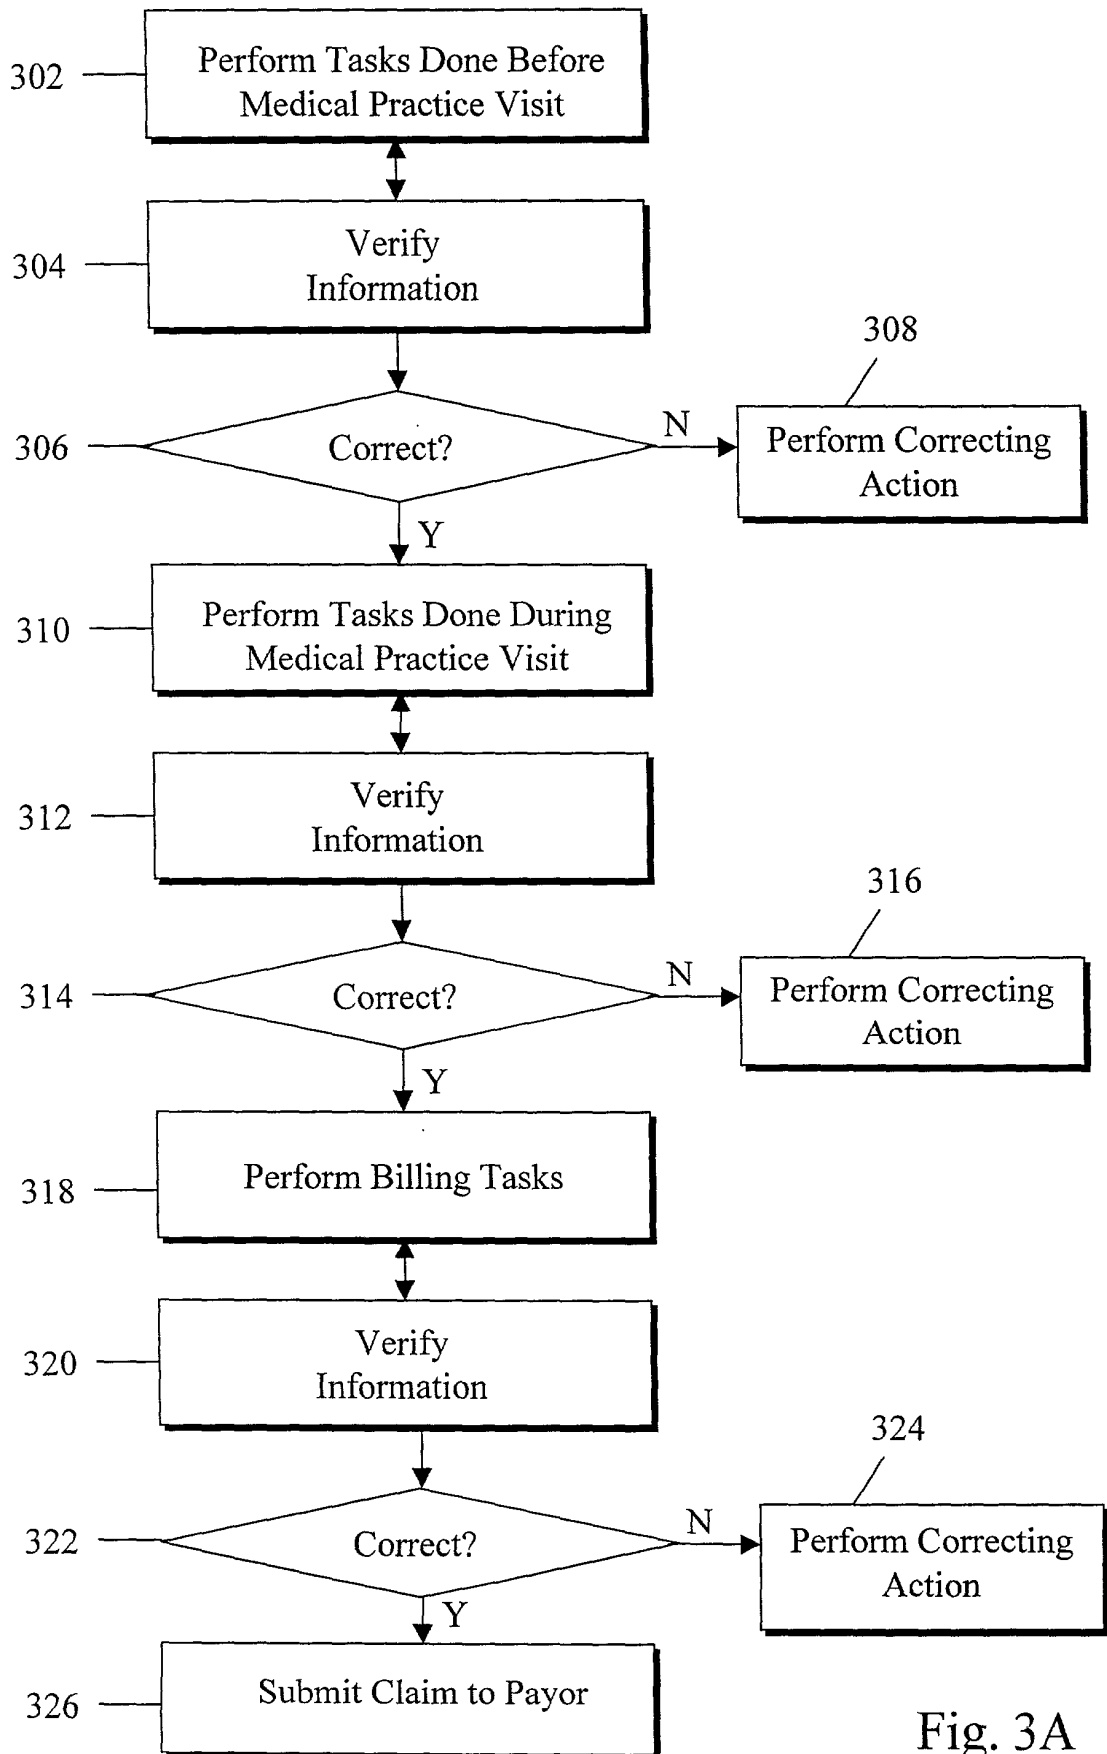 302
Perform Tasks Done Before
Medical Practice Visit
304
Verify
Information
308
306
Correct?
N
Perform Correcting
Action
Y
310
Perform Tasks Done During
Medical Practice Visit
312
Verify
Information
316
314
Correct?
N
Perform Correcting
Action
Y
318
Perform Billing Tasks
320
Verify
Information
324
322
Correct?
N
Perform Correcting
Action
Y
326
Submit Claim to Payor
Fig. 3A